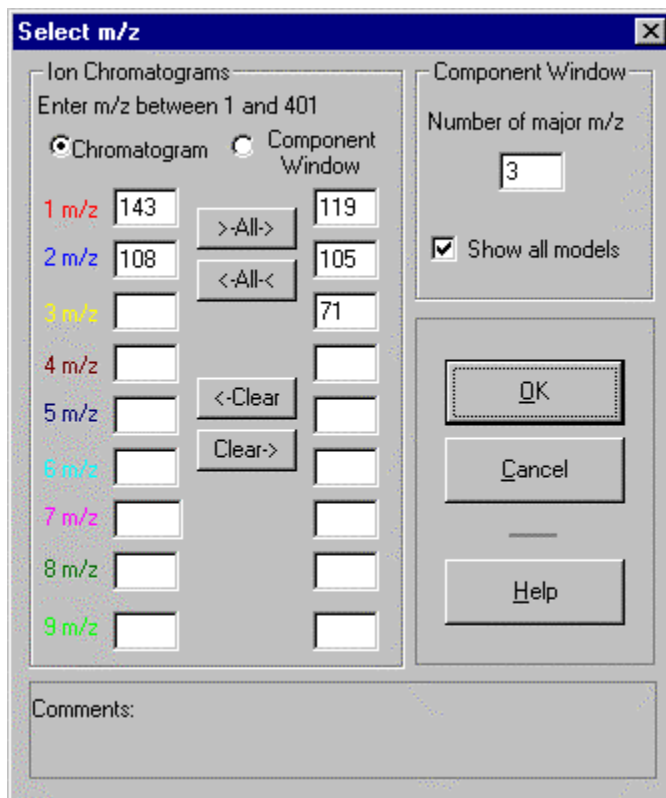 Select m/z
Ion Chromatograms
Enter m/z between 1 and 401
Chromatogram
Component
Window
1 m/z 143 >-All-> 119
2 m/z 108 <-All-< 105
3 m/z 71
4 m/z
5 m/z <-Clear
6 m/z Clear->
7 m/z
8 m/z
9 m/z
Component Window
Number of major m/z
3
Show all models
OK
Cancel
Help
Comments: